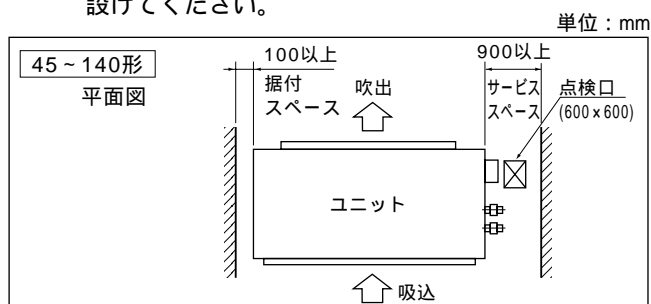 設けてください。
単位：mm
45～140形
平面図
100以上
据付
スペース
吹出
900以上
サービス
スペース
点検口
(600×600)
ユニット
吸込